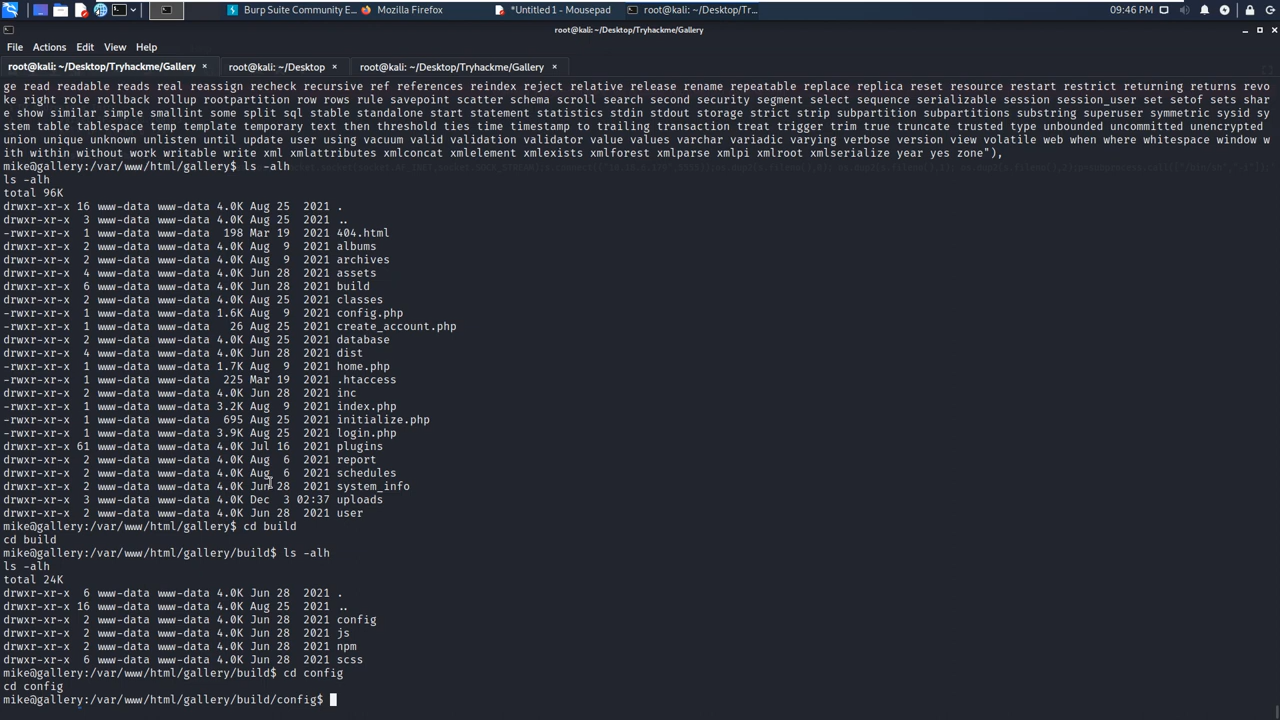 Burp Suite Community E...
Mozilla Firefox
*Untitled 1 - Mousepad
root@kali: ~/Desktop/Tr...
09:46 PM
root@kali: ~/Desktop/Tryhackme/Gallery
File Actions Edit View Help
root@kali: ~/Desktop/Tryhackme/Gallery × root@kali: ~/Desktop × root@kali: ~/Desktop/Tryhackme/Gallery ×
ge read readable reads real reassign recheck recursive ref references reindex reject relative release rename repeatable replace replica reset resource restart restrict returning returns revo
ke right role rollback rollup rootpartition row rows rule savepoint scatter schema scroll search second security segment select sequence serializable session session_user set setof sets shar
e show similar simple smallint some split sql stable standalone start statement statistics stdin stdout storage strict strip subpartition subpartitions substring superuser symmetric sysid sy
stem table tablespace temp template temporary text then threshold ties time timestamp to trailing transaction treat trigger trim true truncate trusted type unbounded uncommitted unencrypted
union unique unknown unlisten until update user using vacuum valid validation validator value values varchar variadic varying verbose version view volatile web when where whitespace window w
ith within without work writable write xml xmlattributes xmlconcat xmlelement xmlexists xmlforest xmlparse xmlpi xmlroot xmlserialize year yes zone"),
mike@gallery:/var/www/html/gallery$ ls -alh
ls -alh
total 96K
drwxr-xr-x 16 www-data www-data 4.0K Aug 25 2021 .
drwxr-xr-x 3 www-data www-data 4.0K Aug 25 2021 ..
-rwxr-xr-x 1 www-data www-data 198 Mar 19 2021 404.html
drwxr-xr-x 2 www-data www-data 4.0K Aug 9 2021 albums
drwxr-xr-x 2 www-data www-data 4.0K Aug 9 2021 archives
drwxr-xr-x 4 www-data www-data 4.0K Jun 28 2021 assets
drwxr-xr-x 6 www-data www-data 4.0K Jun 28 2021 build
drwxr-xr-x 2 www-data www-data 4.0K Aug 25 2021 classes
-rwxr-xr-x 1 www-data www-data 1.6K Aug 9 2021 config.php
-rwxr-xr-x 1 www-data www-data 26 Aug 25 2021 create_account.php
drwxr-xr-x 2 www-data www-data 4.0K Aug 25 2021 database
drwxr-xr-x 4 www-data www-data 4.0K Jun 28 2021 dist
-rwxr-xr-x 1 www-data www-data 1.7K Aug 9 2021 home.php
-rwxr-xr-x 1 www-data www-data 225 Mar 19 2021 .htaccess
drwxr-xr-x 2 www-data www-data 4.0K Jun 28 2021 inc
-rwxr-xr-x 1 www-data www-data 3.2K Aug 9 2021 index.php
-rwxr-xr-x 1 www-data www-data 695 Aug 25 2021 initialize.php
-rwxr-xr-x 1 www-data www-data 3.9K Aug 25 2021 login.php
drwxr-xr-x 61 www-data www-data 4.0K Jul 16 2021 plugins
drwxr-xr-x 2 www-data www-data 4.0K Aug 6 2021 report
drwxr-xr-x 2 www-data www-data 4.0K Aug 6 2021 schedules
drwxr-xr-x 2 www-data www-data 4.0K Jun 28 2021 system_info
drwxr-xr-x 3 www-data www-data 4.0K Dec 3 02:37 uploads
drwxr-xr-x 2 www-data www-data 4.0K Jun 28 2021 user
mike@gallery:/var/www/html/gallery$ cd build
cd build
mike@gallery:/var/www/html/gallery/build$ ls -alh
ls -alh
total 24K
drwxr-xr-x 6 www-data www-data 4.0K Jun 28 2021 .
drwxr-xr-x 16 www-data www-data 4.0K Aug 25 2021 ..
drwxr-xr-x 2 www-data www-data 4.0K Jun 28 2021 config
drwxr-xr-x 2 www-data www-data 4.0K Jun 28 2021 js
drwxr-xr-x 2 www-data www-data 4.0K Jun 28 2021 npm
drwxr-xr-x 6 www-data www-data 4.0K Jun 28 2021 scss
mike@gallery:/var/www/html/gallery/build$ cd config
cd config
mike@gallery:/var/www/html/gallery/build/config$